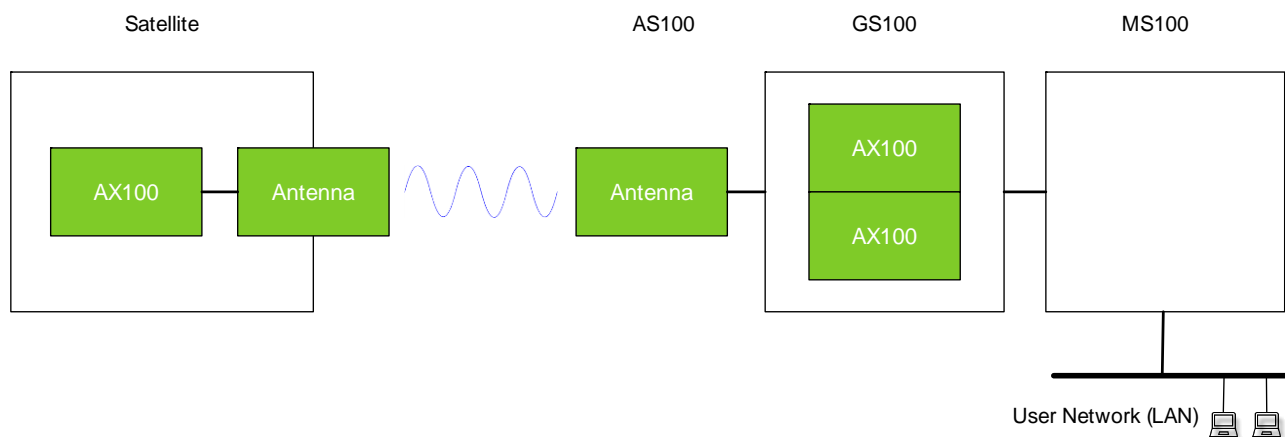 Satellite
AS100
GS100
MS100
AX100
Antenna
Antenna
AX100
AX100
User Network (LAN)